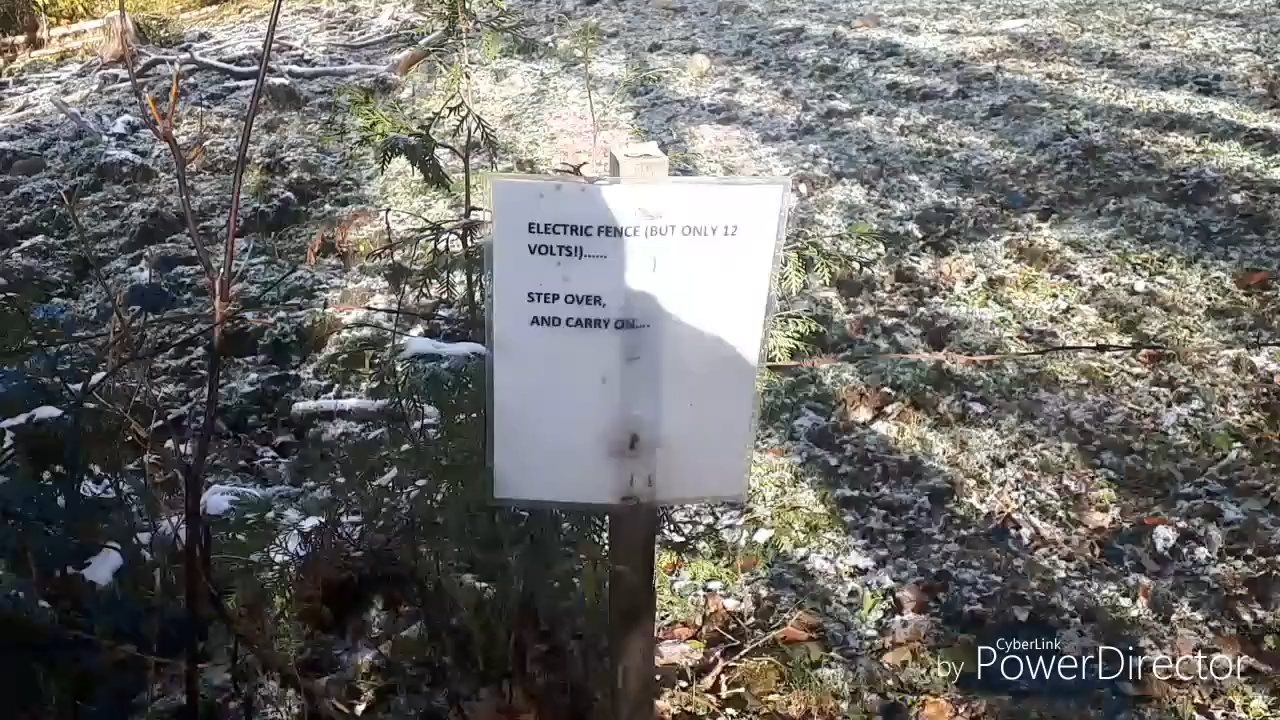 ELECTRIC FENCE (BUT ONLY 12
VOLTS!)......
STEP OVER,
AND CARRY ON....
CyberLink
by PowerDirector